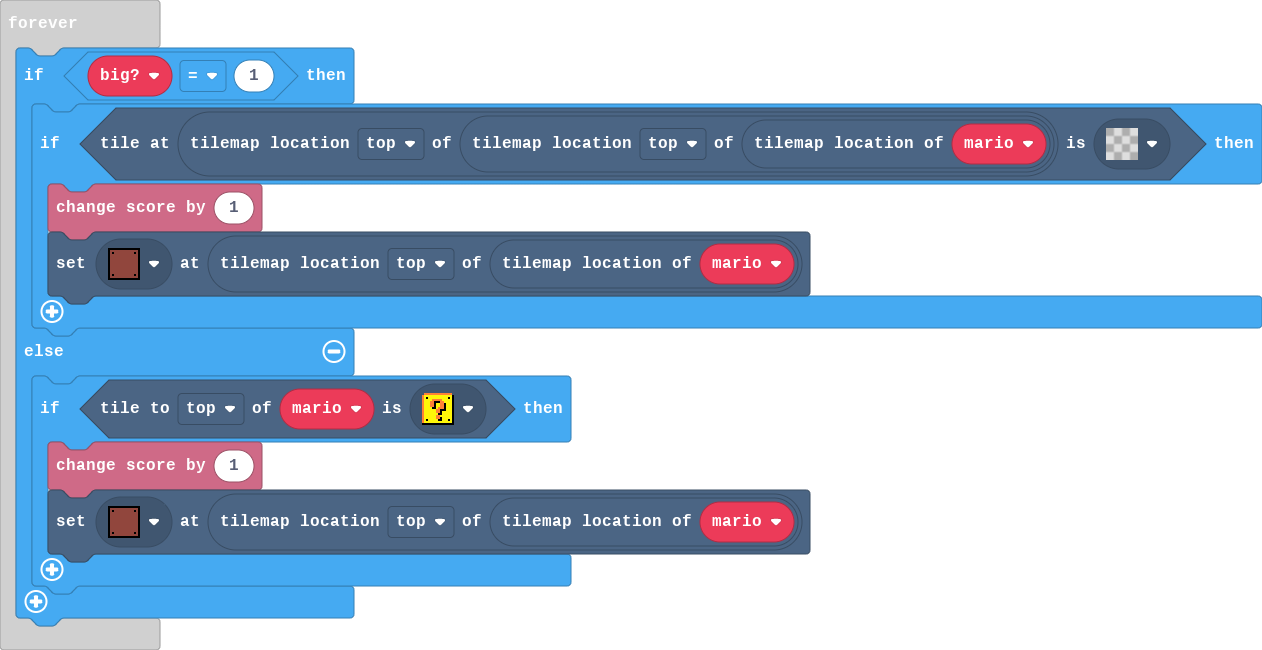 forever
if big? = 1 then
if tile at tilemap location top of tilemap location top of tilemap location of mario is then
change score by 1
set at tilemap location top of tilemap location of mario
else
if tile to top of mario is ? then
change score by 1
set at tilemap location top of tilemap location of mario